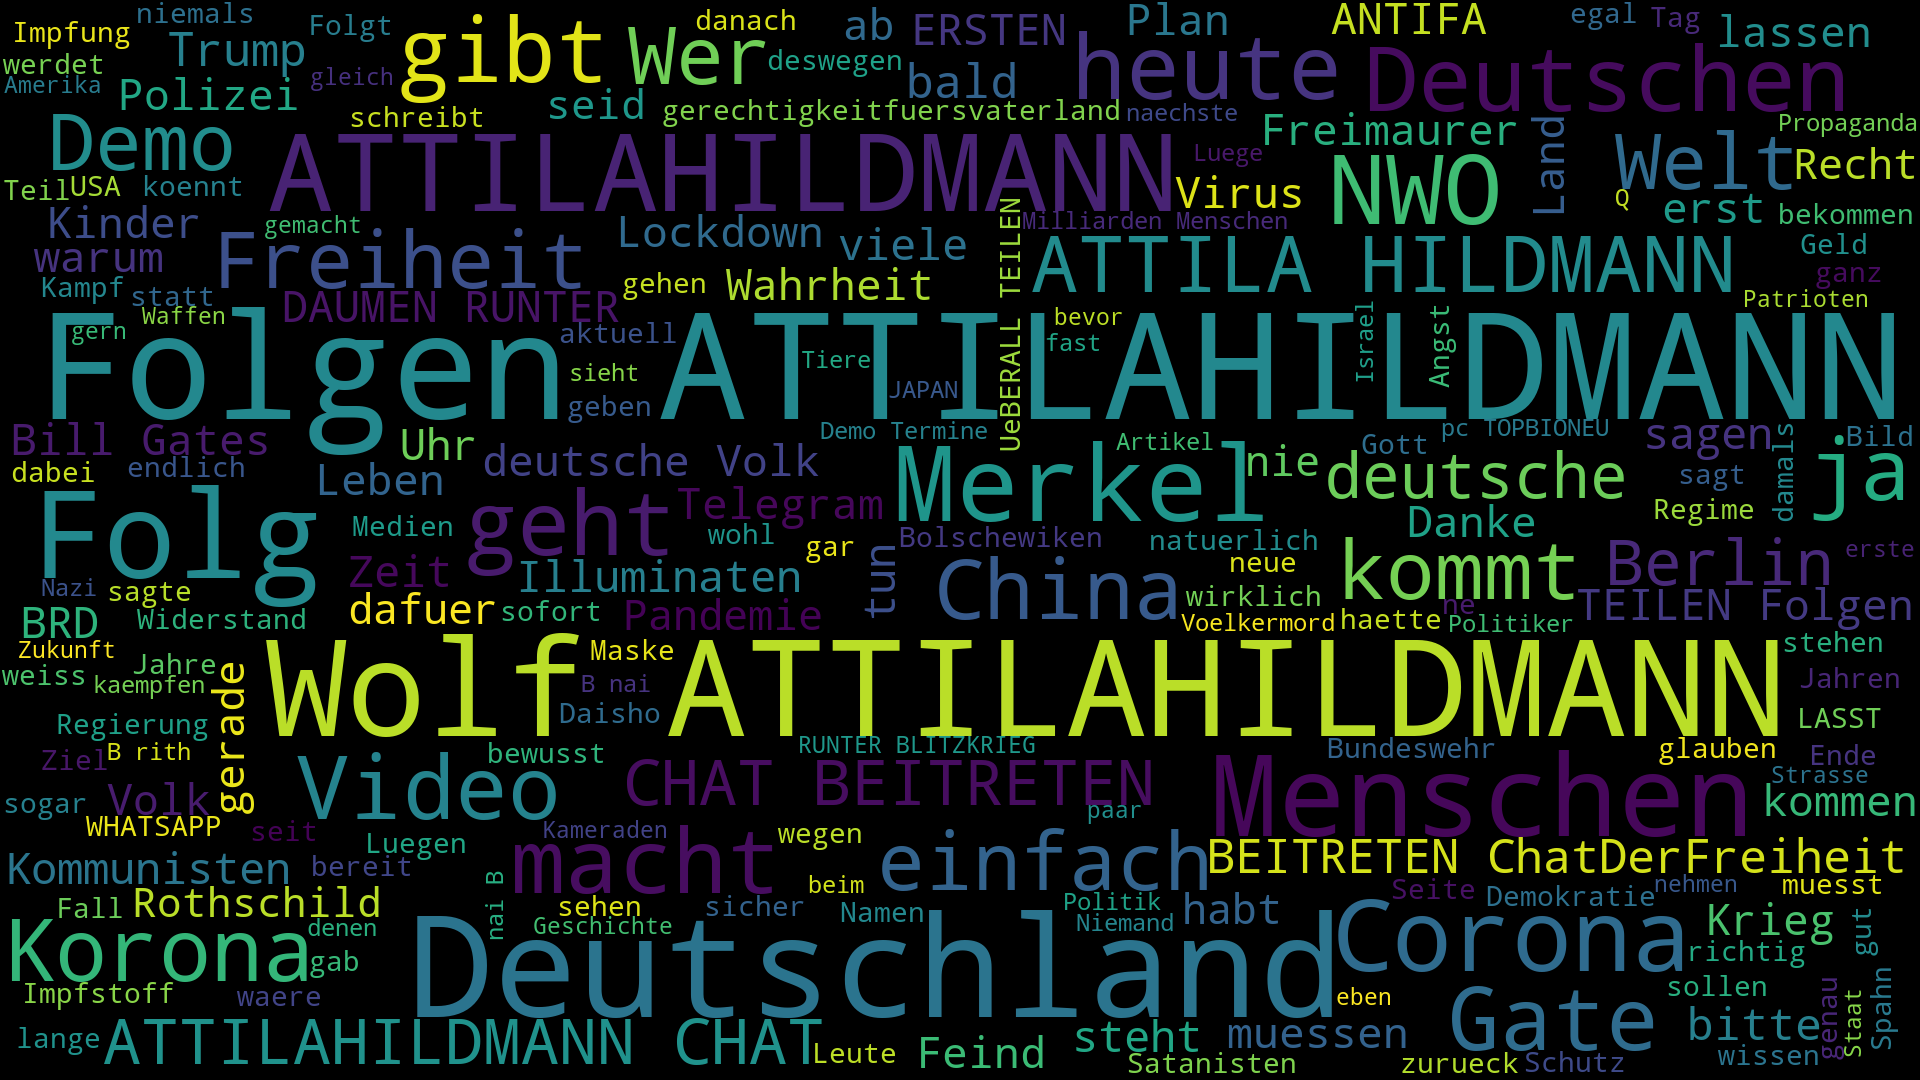 niemals
Impfung
Folgt
Trump
gibt
Wer
danach
deswegen
ab
ERSTEN
bald
heute
Plan
ANTIFA
egal
Tag
lassen
Deutschen
werdet
Amerika
gleich
Polizei
schreibt
seid
gerechtigkeitfuersvaterland
naechste
Freimaurer
Propaganda
Demo
ATTILAHILDMANN
Luege
NWO
Land
Welt
Recht
Teil
USA
koennt
Virus
Q
erst
bekommen
Kinder
gemacht
Lockdown
viele
UeBERALL TEILEN
Milliarden Menschen
warum
Freiheit
ATTILA HILDMANN
Geld
ganz
Kampf
statt
gehen
Wahrheit
Patrioten
gern
Waffen
DAUMEN RUNTER
aktuell
bevor
fast
Israel
Angst
Folgen ATTILAHILDMANN
Tiere
sieht
JAPAN
geben
Bill Gates
Uhr
Demo Termine
Artikel
Gott
pc TOPBIONEU
sagen
damals
Bild
dabei
endlich
Leben
deutsche Volk
Merkel
nie
deutsche
sagt
ja
Folg
geht
Telegram
Regime
Medien
wohl
gar
Bolschewiken
natuerlich
Danke
Zeit
Illuminaten
tun
China
neue
kommt
Berlin
erste
Nazi
sagte
dafuer
sofort
Pandemie
wirklich
ne
TEILEN Folgen
BRD
Widerstand
Voelkermord
haette
Politiker
Zukunft
Jahre
Wolf ATTILAHILDMANN
Maske
stehen
weiss
kaempfen
gerade
B nai
Jahren
Regierung
Daisho
LASST
Ziel
B rith
bewusst
RUNTER BLITZKRIEG
Bundeswehr
glauben
Ende
sogar
Volk
Video
CHAT BEITRETEN
Menschen
Strasse
kommen
paar
WHATSAPP
seit
Luegen
Kameraden
wegen
Kommunisten
bereit
macht
einfach
BEITRETEN ChatDerFreiheit
nai B
beim
Seite
Demokratie
nehmen
muesst
Fall
Rothschild
sehen
sicher
Namen
Politik
habt
Korona
denen
Geschichte
Niemand
Corona
Krieg
gut
gab
Deutschland
richtig
Impfstoff
waere
eben
Gate
sollen
genau
Staat
Spahn
lange
ATTILAHILDMANN CHAT
Leute
Feind
steht
muessen
bitte
Satanisten
zurueck
Schutz
wissen